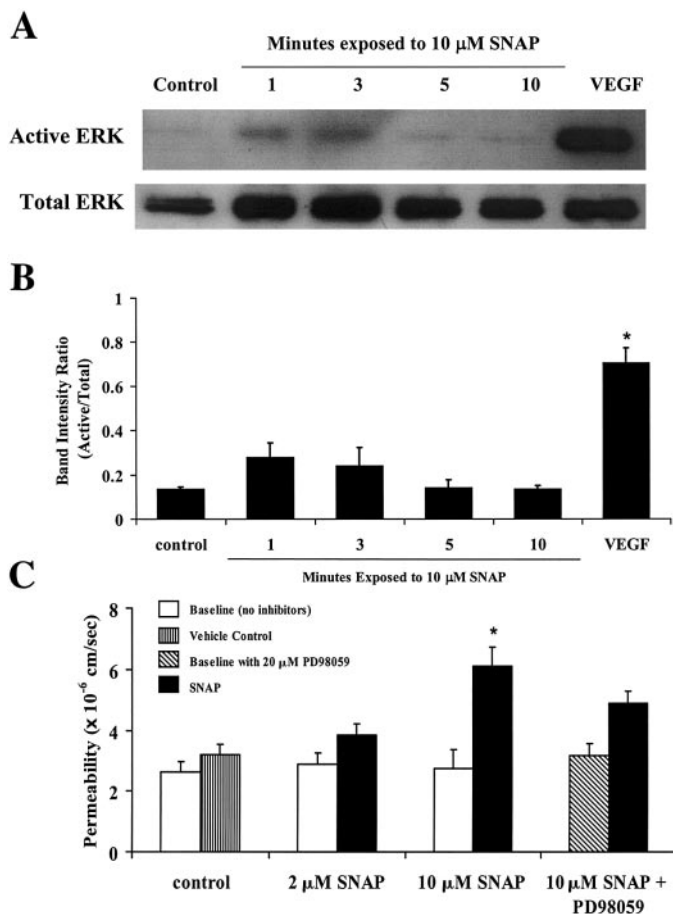 A
Minutes exposed to 10 µM SNAP
Control 1 3 5 10 VEGF
Active ERK
Total ERK
B
Band Intensity Ratio
(Active/Total)
1
0.8
0.6
0.4
0.2
0
*
control 1 3 5 10 VEGF
Minutes Exposed to 10 µM SNAP
C
Permeability (x 10⁻⁶ cm/sec)
8
6
4
2
0
Baseline (no inhibitors)
Vehicle Control
Baseline with 20 µM PD98059
SNAP
*
control 2 µM SNAP 10 µM SNAP 10 µM SNAP +
PD98059